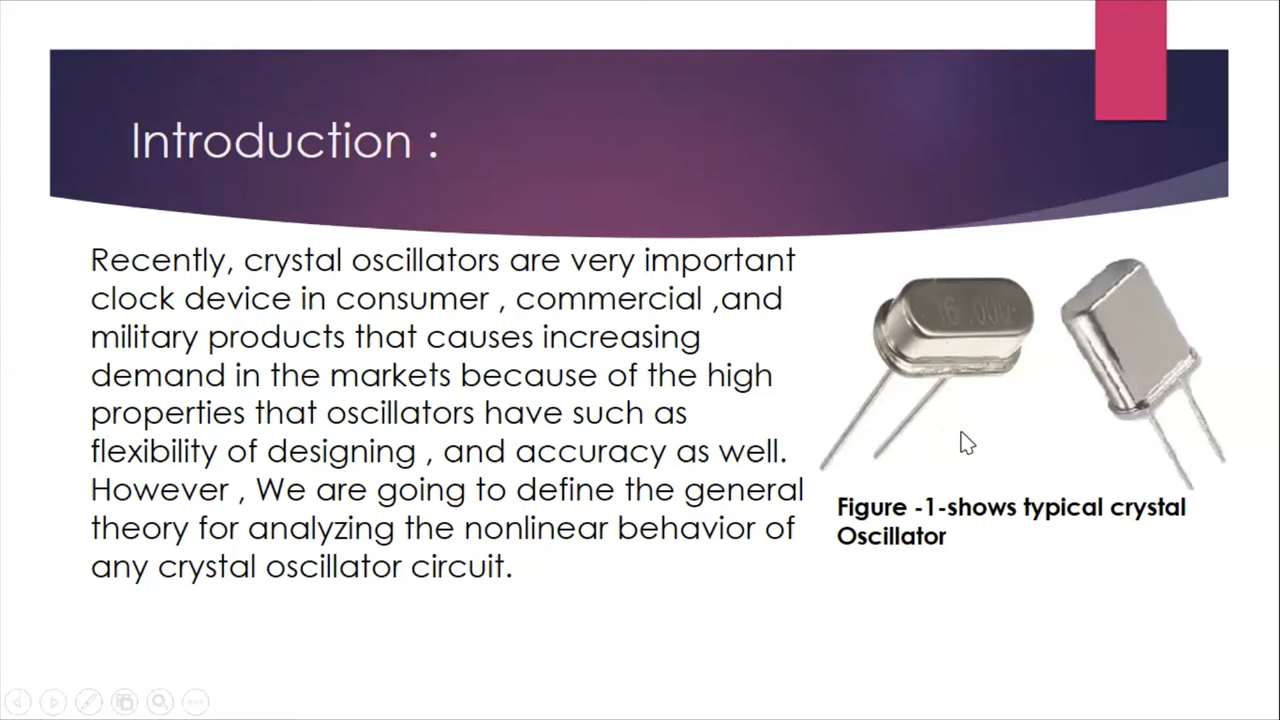 Introduction :
Recently, crystal oscillators are very important
clock device in consumer , commercial ,and
military products that causes increasing
demand in the markets because of the high
properties that oscillators have such as
flexibility of designing , and accuracy as well.
However , We are going to define the general
theory for analyzing the nonlinear behavior of
any crystal oscillator circuit.
6.000
Figure -1-shows typical crystal
Oscillator